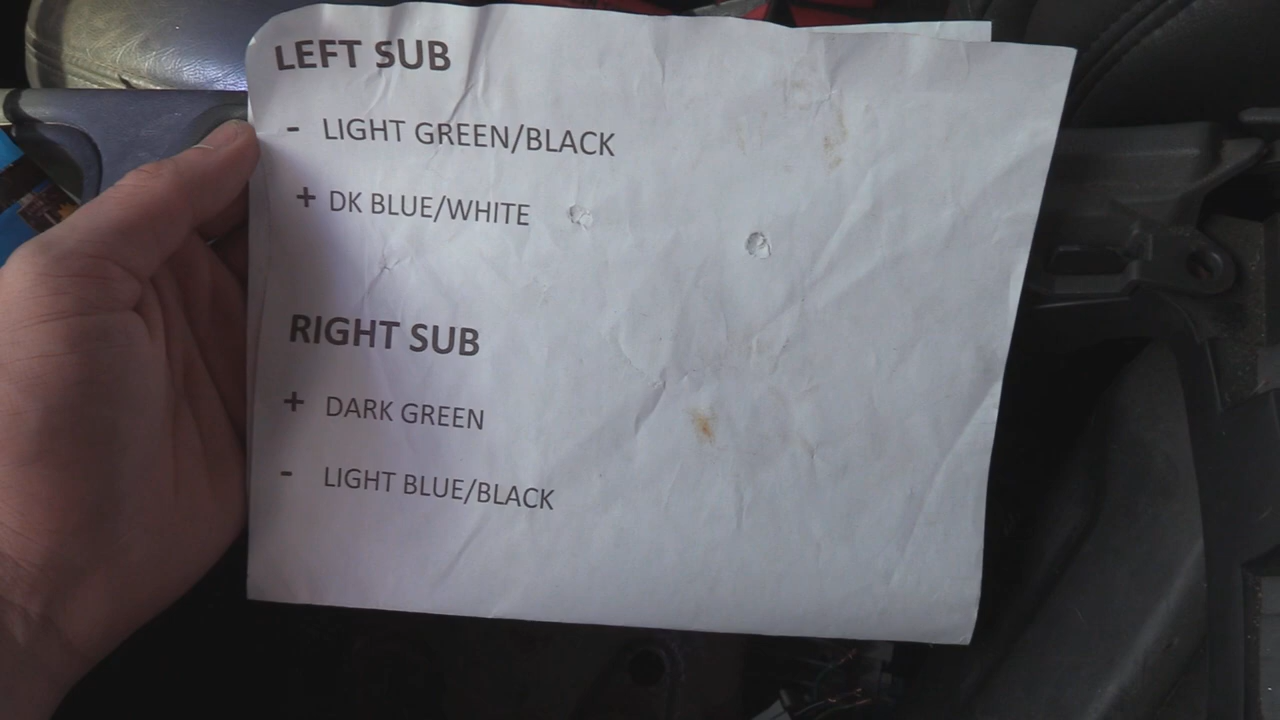 LEFT SUB
- LIGHT GREEN/BLACK
+ DK BLUE/WHITE
RIGHT SUB
+ DARK GREEN
- LIGHT BLUE/BLACK